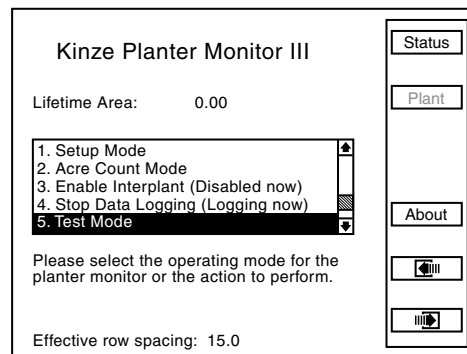 Kinze Planter Monitor III
Lifetime Area: 0.00
1. Setup Mode
2. Acre Count Mode
3. Enable Interplant (Disabled now)
4. Stop Data Logging (Logging now)
5. Test Mode
Please select the operating mode for the
planter monitor or the action to perform.
Effective row spacing: 15.0
Status
Plant
About